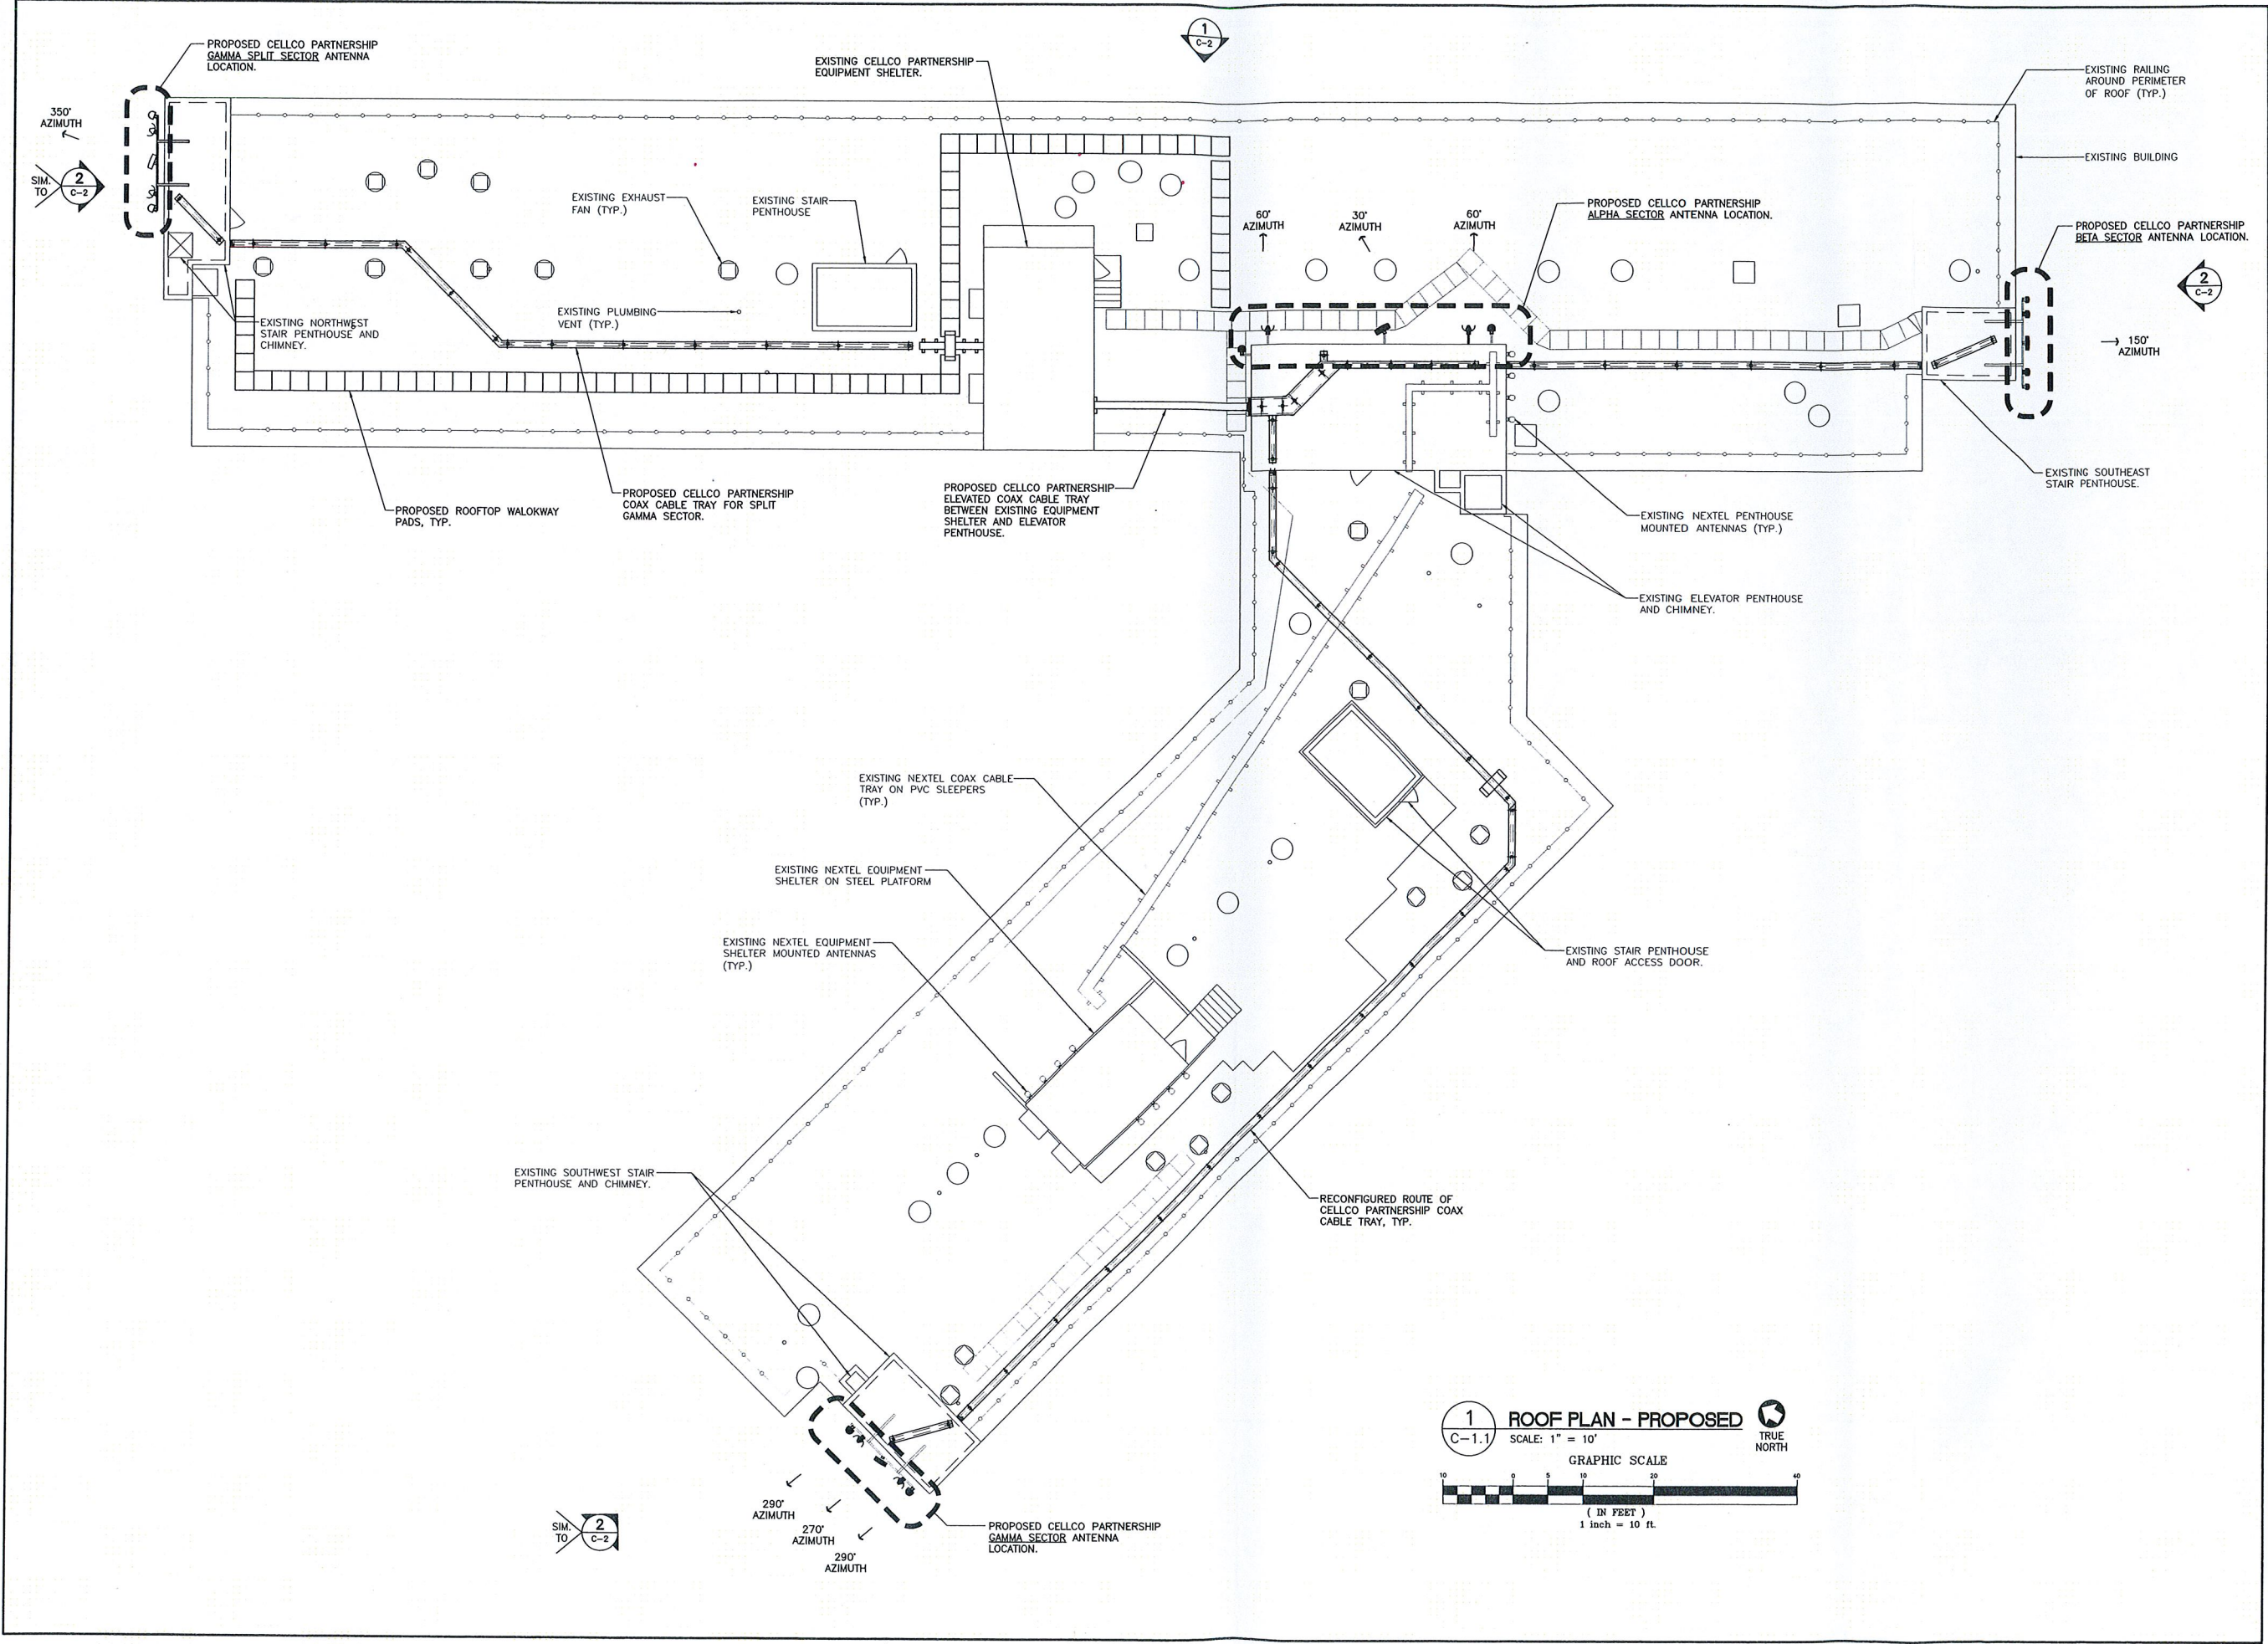 PROPOSED CELLCO PARTNERSHIP
GAMMA SPLIT SECTOR ANTENNA
LOCATION.
350°
AZIMUTH
SIM.
TO
2
C-2
EXISTING CELLCO PARTNERSHIP
EQUIPMENT SHELTER.
1
C-2
EXISTING RAILING
AROUND PERIMETER
OF ROOF (TYP.)
EXISTING BUILDING
EXISTING EXHAUST
FAN (TYP.)
EXISTING STAIR
PENTHOUSE
60°
AZIMUTH
30°
AZIMUTH
60°
AZIMUTH
PROPOSED CELLCO PARTNERSHIP
ALPHA SECTOR ANTENNA LOCATION.
PROPOSED CELLCO PARTNERSHIP
BETA SECTOR ANTENNA LOCATION.
2
C-2
150°
AZIMUTH
EXISTING PLUMBING
VENT (TYP.)
EXISTING NORTHWEST
STAIR PENTHOUSE AND
CHIMNEY.
PROPOSED ROOFTOP WALOKWAY
PADS, TYP.
PROPOSED CELLCO PARTNERSHIP
COAX CABLE TRAY FOR SPLIT
GAMMA SECTOR.
PROPOSED CELLCO PARTNERSHIP
ELEVATED COAX CABLE TRAY
BETWEEN EXISTING EQUIPMENT
SHELTER AND ELEVATOR
PENTHOUSE.
EXISTING SOUTHEAST
STAIR PENTHOUSE.
EXISTING NEXTEL PENTHOUSE
MOUNTED ANTENNAS (TYP.)
EXISTING ELEVATOR PENTHOUSE
AND CHIMNEY.
EXISTING NEXTEL COAX CABLE
TRAY ON PVC SLEEPERS
(TYP.)
EXISTING NEXTEL EQUIPMENT
SHELTER ON STEEL PLATFORM
EXISTING NEXTEL EQUIPMENT
SHELTER MOUNTED ANTENNAS
(TYP.)
EXISTING STAIR PENTHOUSE
AND ROOF ACCESS DOOR.
EXISTING SOUTHWEST STAIR
PENTHOUSE AND CHIMNEY.
RECONFIGURED ROUTE OF
CELLCO PARTNERSHIP COAX
CABLE TRAY, TYP.
290°
AZIMUTH
270°
AZIMUTH
290°
AZIMUTH
SIM.
TO
2
C-2
PROPOSED CELLCO PARTNERSHIP
GAMMA SECTOR ANTENNA
LOCATION.
1
C-1.1
ROOF PLAN - PROPOSED
SCALE: 1" = 10'
TRUE
NORTH
GRAPHIC SCALE
10 0 5 10 20 40
( IN FEET )
1 inch = 10 ft.